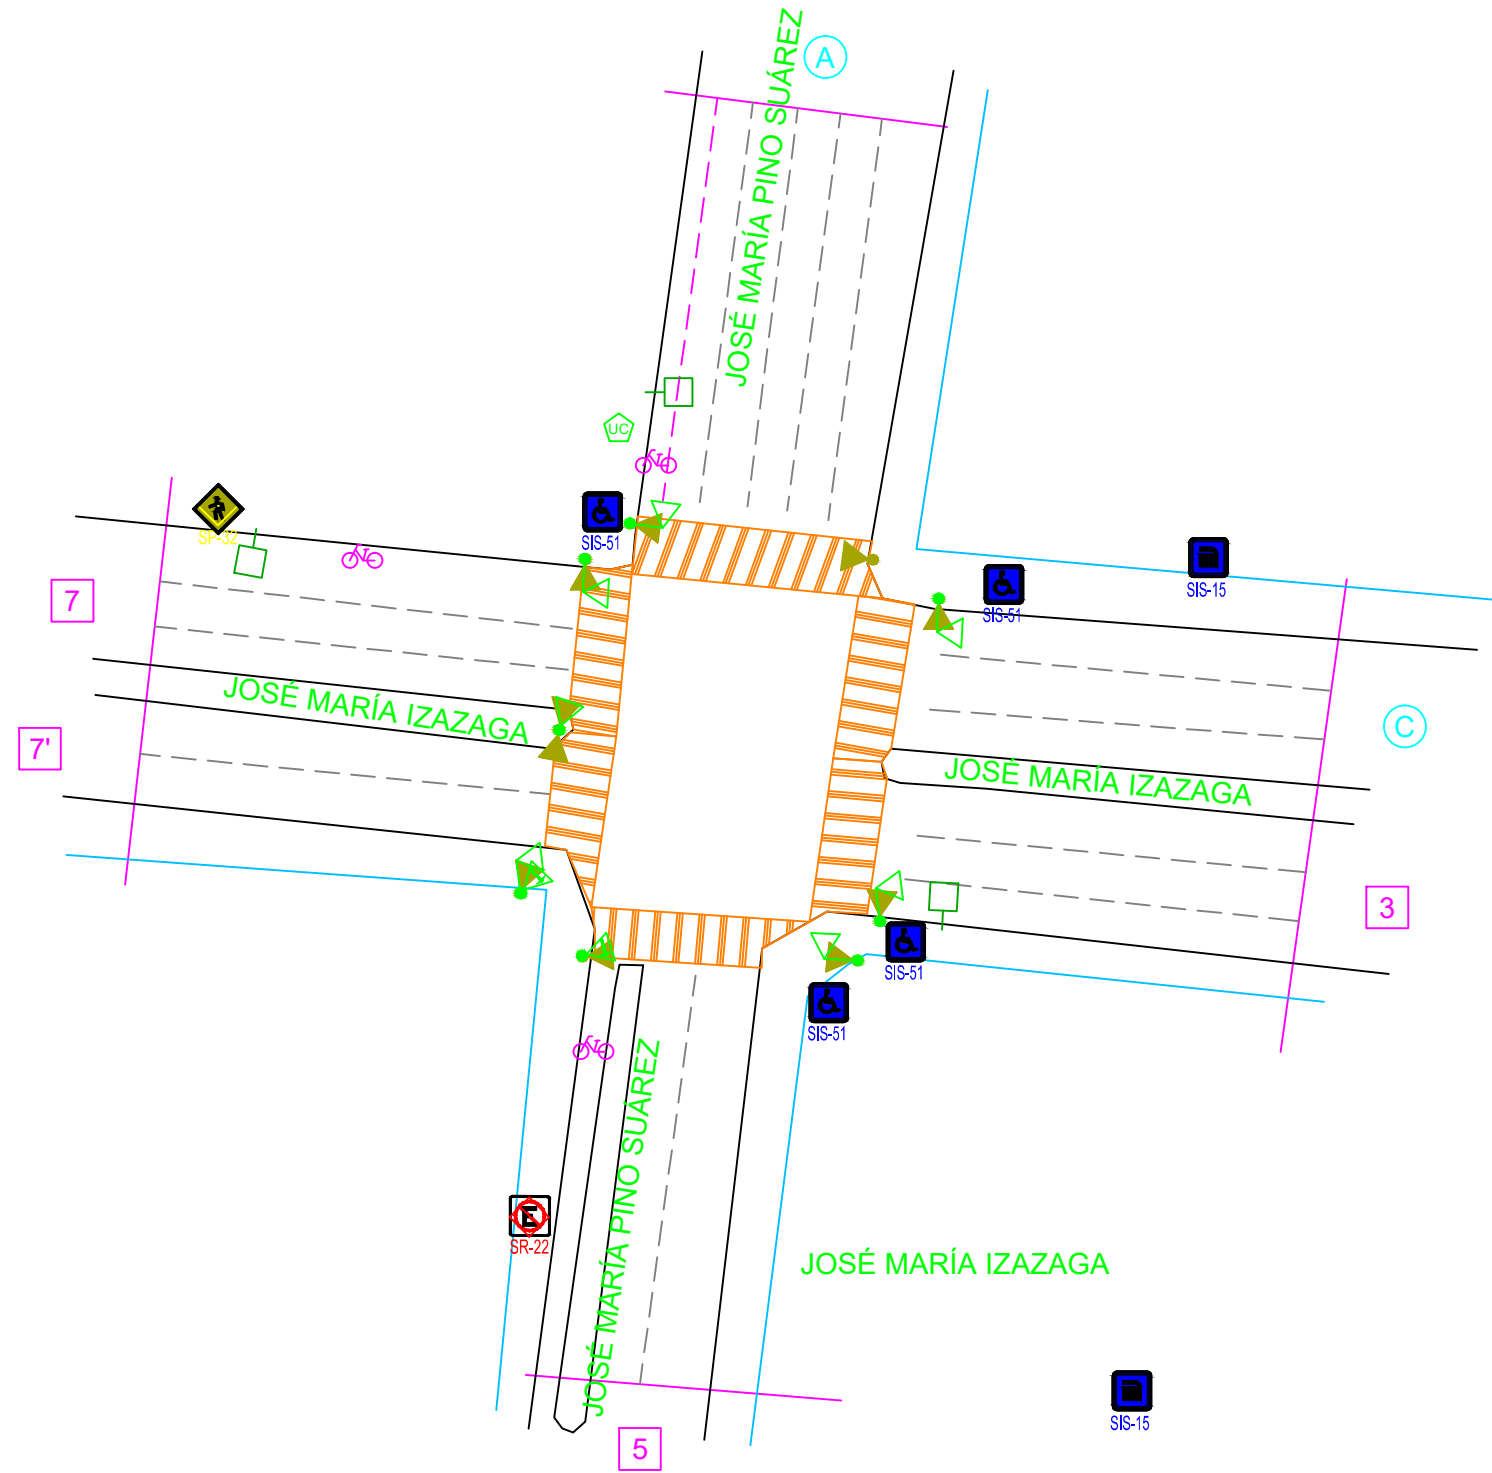 JOSÉ MARÍA PINO SUÁREZ
A
UC
SP-32
SIS-51
SIS-51
SIS-15
7
JOSÉ MARÍA IZAZAGA
7'
C
JOSÉ MARÍA IZAZAGA
3
SIS-51
SIS-51
JOSÉ MARÍA PINO SUÁREZ
E
SR-22
JOSÉ MARÍA IZAZAGA
SIS-15
5